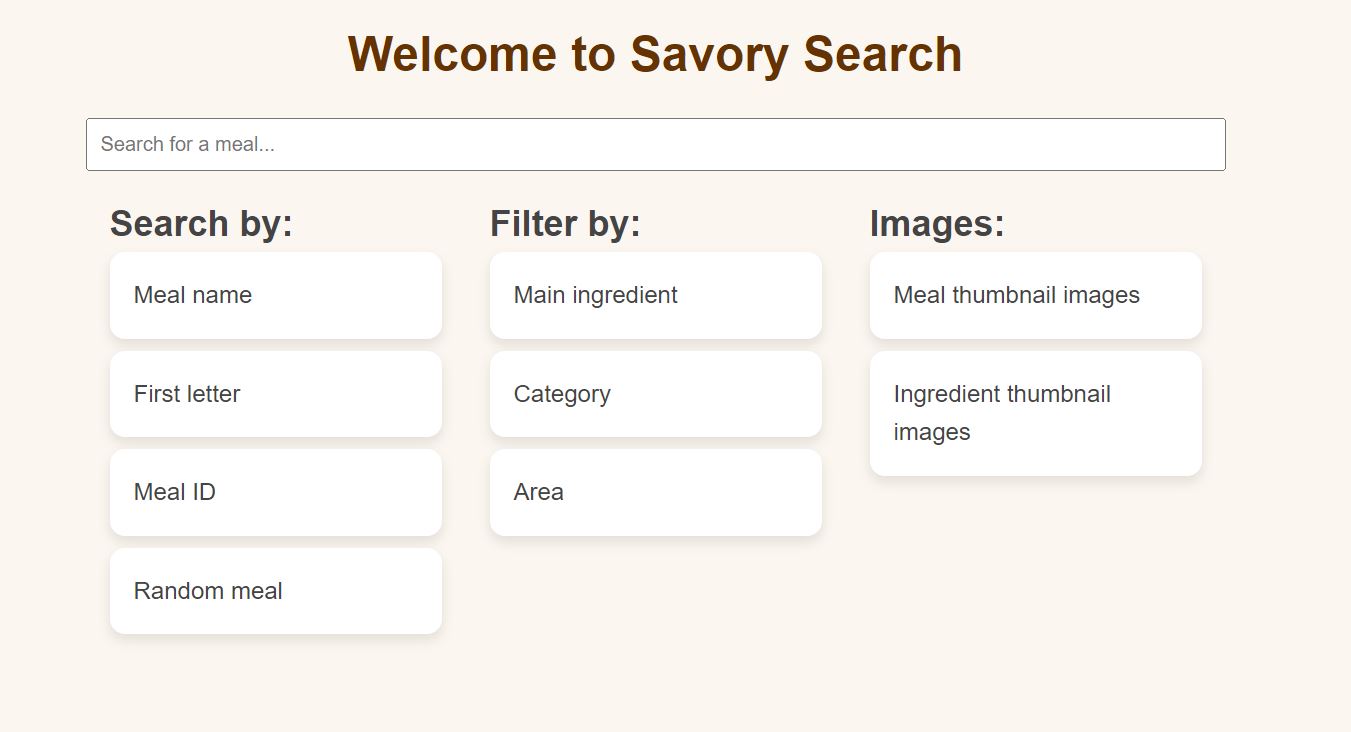 Welcome to Savory Search
Search for a meal...
Search by:
Meal name
First letter
Meal ID
Random meal
Filter by:
Main ingredient
Category
Area
Images:
Meal thumbnail images
Ingredient thumbnail
images